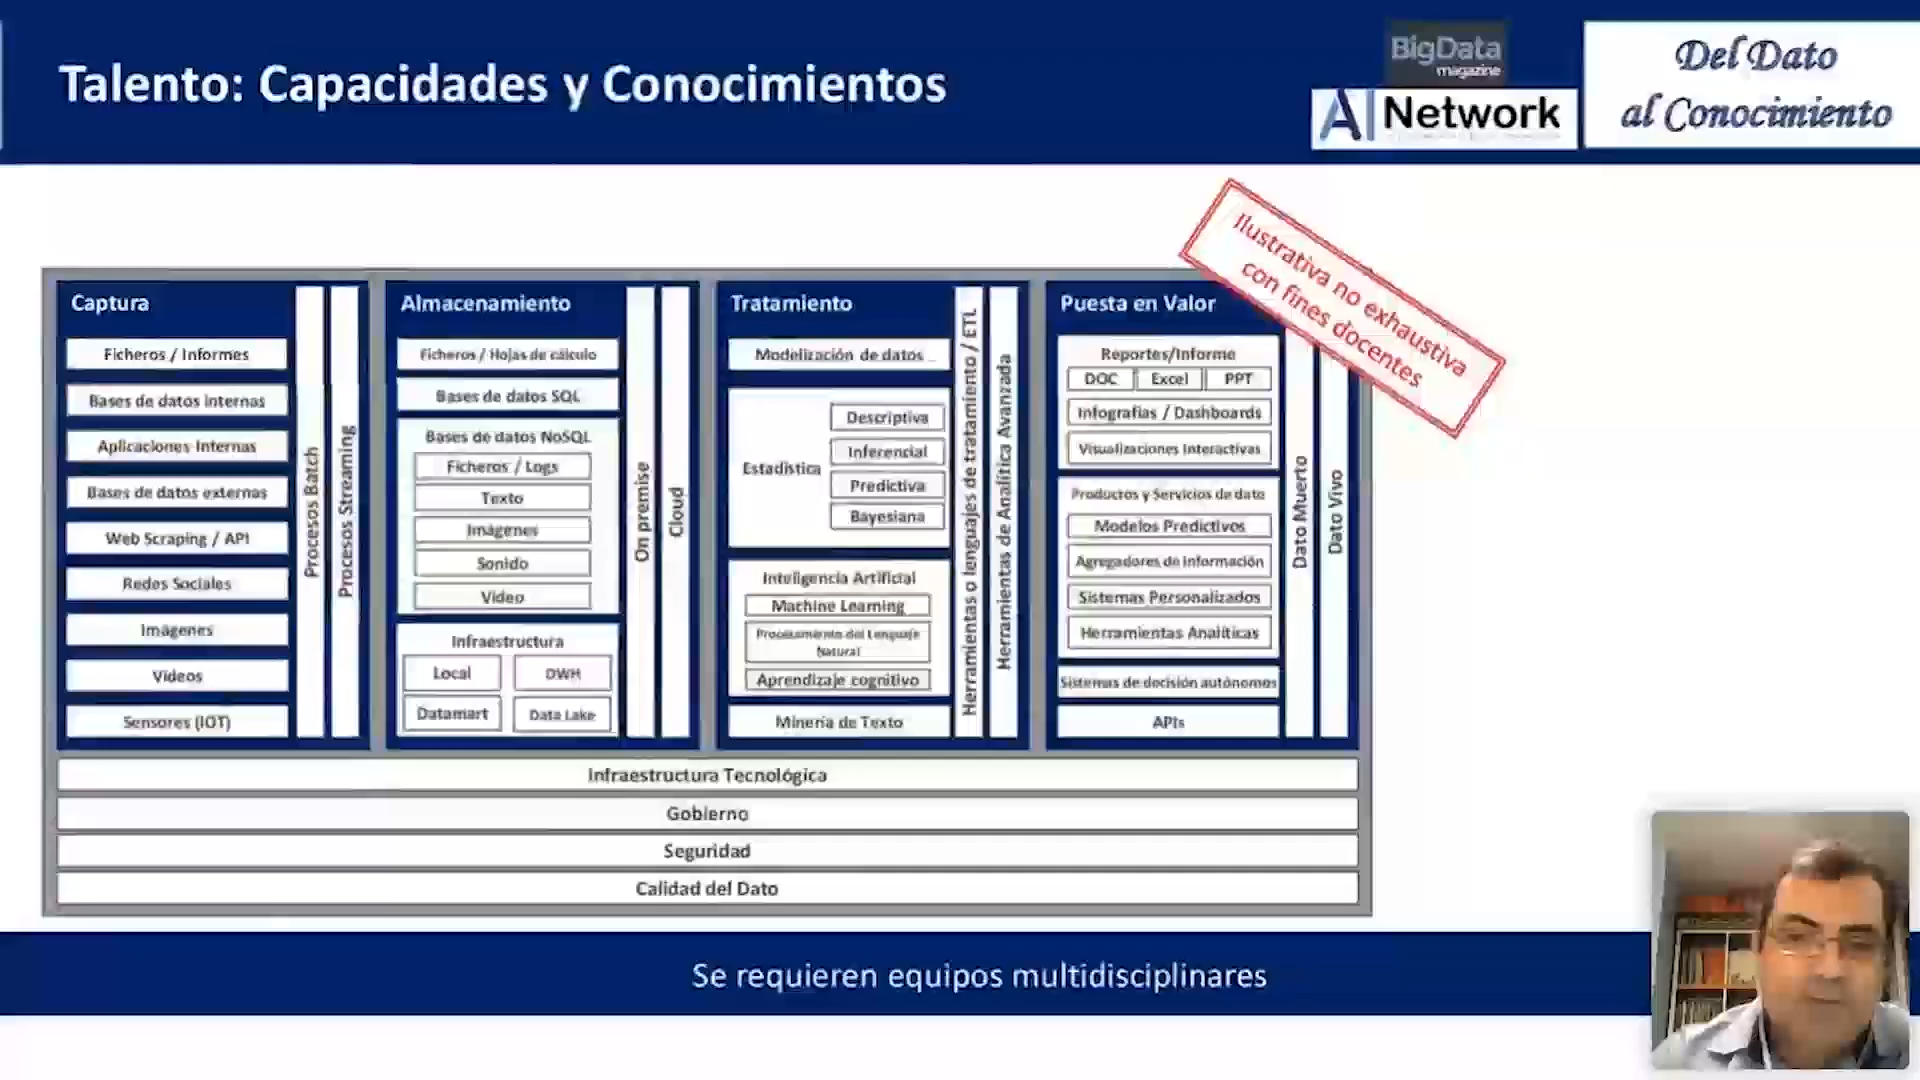 Talento: Capacidades y Conocimientos
BigData
magazine
AI Network
Del Dato
al Conocimiento
Ilustrativa no exhaustiva
con fines docentes
Captura
Ficheros / Informes
Bases de datos internas
Aplicaciones Internas
Bases de datos externas
Web Scraping / API
Redes Sociales
Imágenes
Vídeos
Sensores (IOT)
Procesos Batch
Procesos Streaming
Almacenamiento
Ficheros / Hojas de cálculo
Bases de datos SQL
Bases de datos NoSQL
Ficheros / Logs
Texto
Imágenes
Sonido
Vídeo
Infraestructura
Local
DWH
Datamart
Data Lake
On premise
Cloud
Tratamiento
Modelización de datos
Estadística
Descriptiva
Inferencial
Predictiva
Bayesiana
Inteligencia Artificial
Machine Learning
Procesamiento del Lenguaje
Natural
Aprendizaje cognitivo
Minería de Texto
Herramientas o lenguajes de tratamiento / ETL
Herramientas de Analítica Avanzada
Puesta en Valor
Reportes/Informe
DOC
Excel
PPT
Infografías / Dashboards
Visualizaciones Interactivas
Productos y Servicios de dato
Modelos Predictivos
Agregadores de Información
Sistemas Personalizados
Herramientas Analíticas
Sistemas de decisión autónomos
APIs
Dato Muerto
Dato Vivo
Infraestructura Tecnológica
Gobierno
Seguridad
Calidad del Dato
Se requieren equipos multidisciplinares